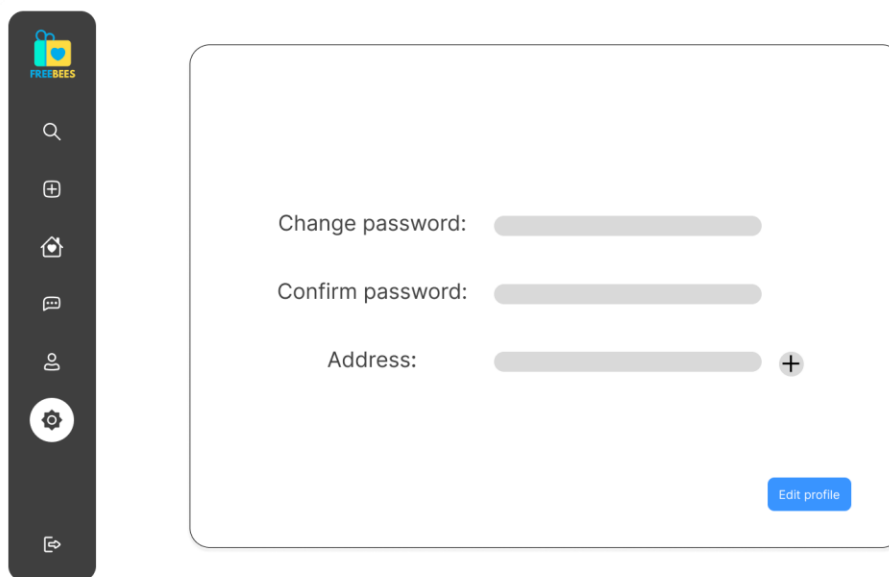 FREEBEES
Change password:
Confirm password:
Address:
Edit profile